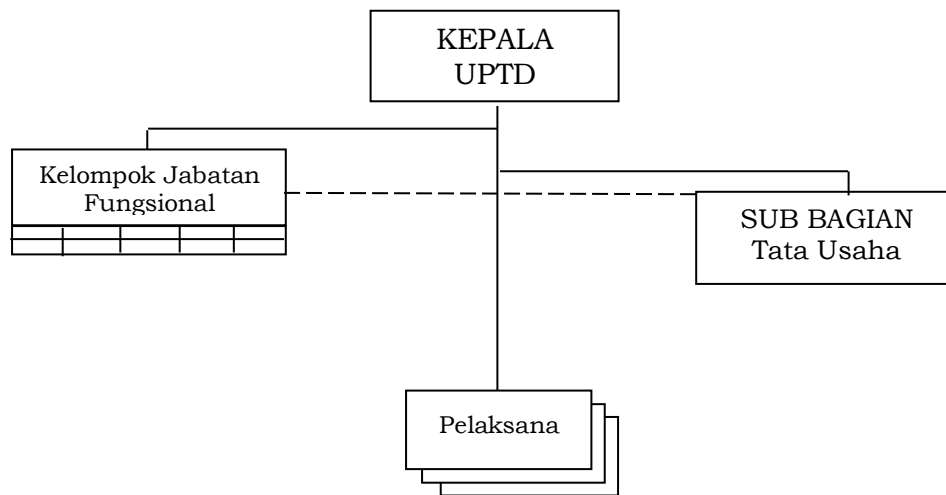 KEPALA
UPTD
Kelompok Jabatan
Fungsional
SUB BAGIAN
Tata Usaha
Pelaksana